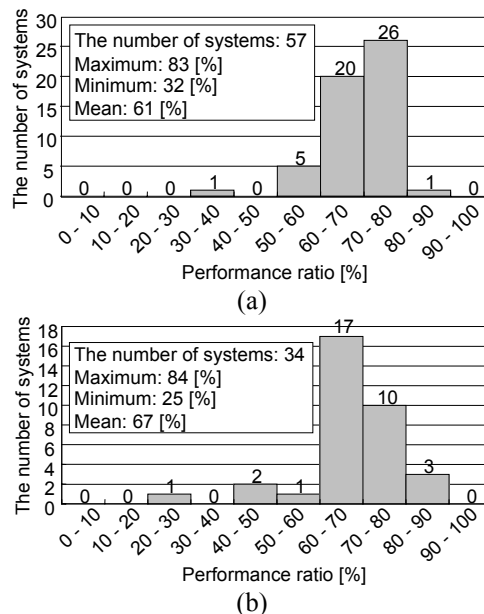 The number of systems
30
25
20
15
10
5
0
The number of systems: 57
Maximum: 83 [%]
Minimum: 32 [%]
Mean: 61 [%]
0 0 0 1 0 5 20 26 1 0
0 - 10 10 - 20 20 - 30 30 - 40 40 - 50 50 - 60 60 - 70 70 - 80 80 - 90 90 - 100
Performance ratio [%]
(a)
The number of systems
18
16
14
12
10
8
6
4
2
The number of systems: 34
Maximum: 84 [%]
Minimum: 25 [%]
Mean: 67 [%]
0 0 1 0 2 1 17 10 3 0
0 - 10 10 - 20 20 - 30 30 - 40 40 - 50 50 - 60 60 - 70 70 - 80 80 - 90 90 - 100
Performance ratio [%]
(b)